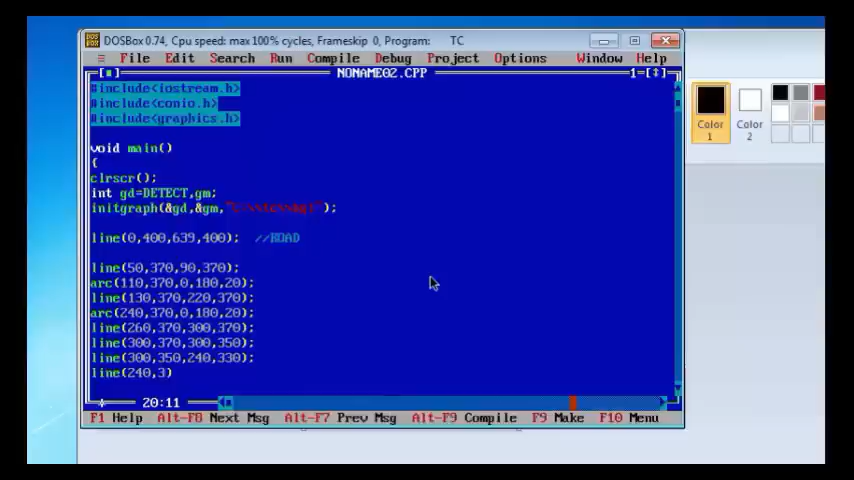 DOSBox 0.74, Cpu speed: max 100% cycles, Frameskip 0, Program: TC
≡ File Edit Search Run Compile Debug Project Options Window Help
NONAME02.CPP 1=[↕]
#include<iostream.h>
#include<conio.h>
#include<graphics.h>
void main()
{
clrscr();
int gd=DETECT,gm;
initgraph(&gd,&gm,"");
line(0,400,639,400); //ROAD
line(50,370,90,370);
arc(110,370,0,180,20);
line(130,370,220,370);
arc(240,370,0,180,20);
line(260,370,300,370);
line(300,370,300,350);
line(300,350,240,330);
line(240,3)
* 20:11
F1 Help Alt-F8 Next Msg Alt-F7 Prev Msg Alt-F9 Compile F9 Make F10 Menu
Color 1
Color 2